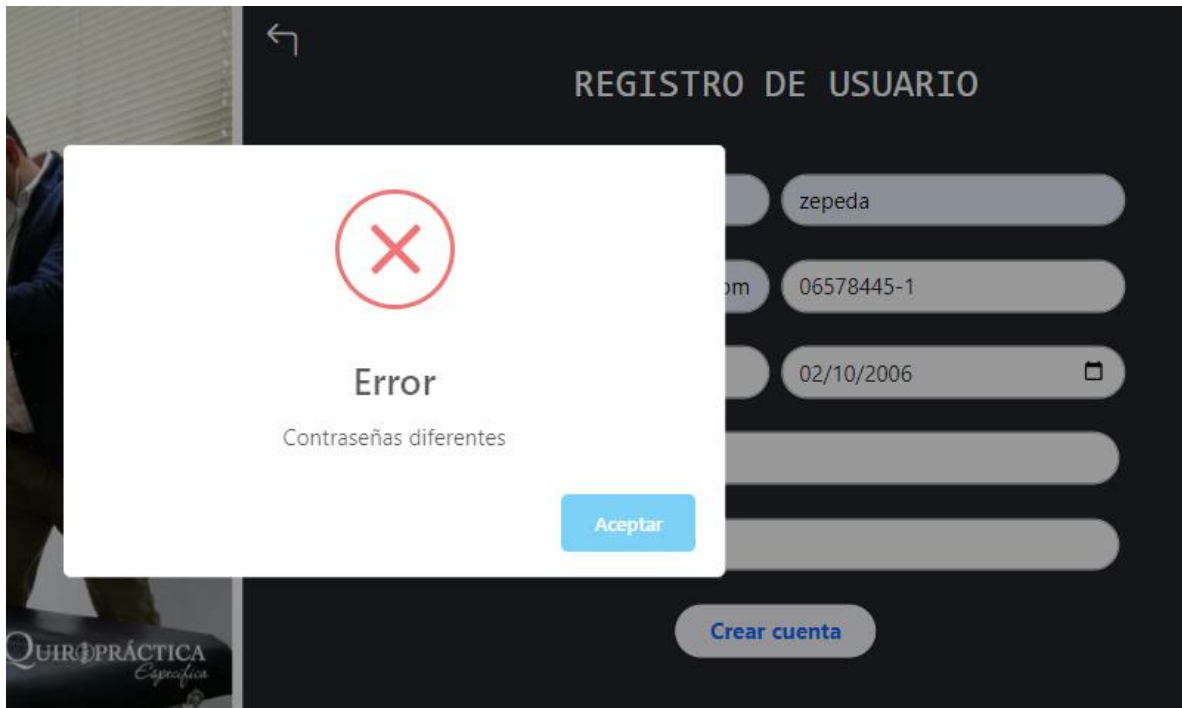 REGISTRO DE USUARIO
zepeda
om
06578445-1
02/10/2006
Error
Contraseñas diferentes
Aceptar
Crear cuenta
QUIROPRÁCTICA
Específica